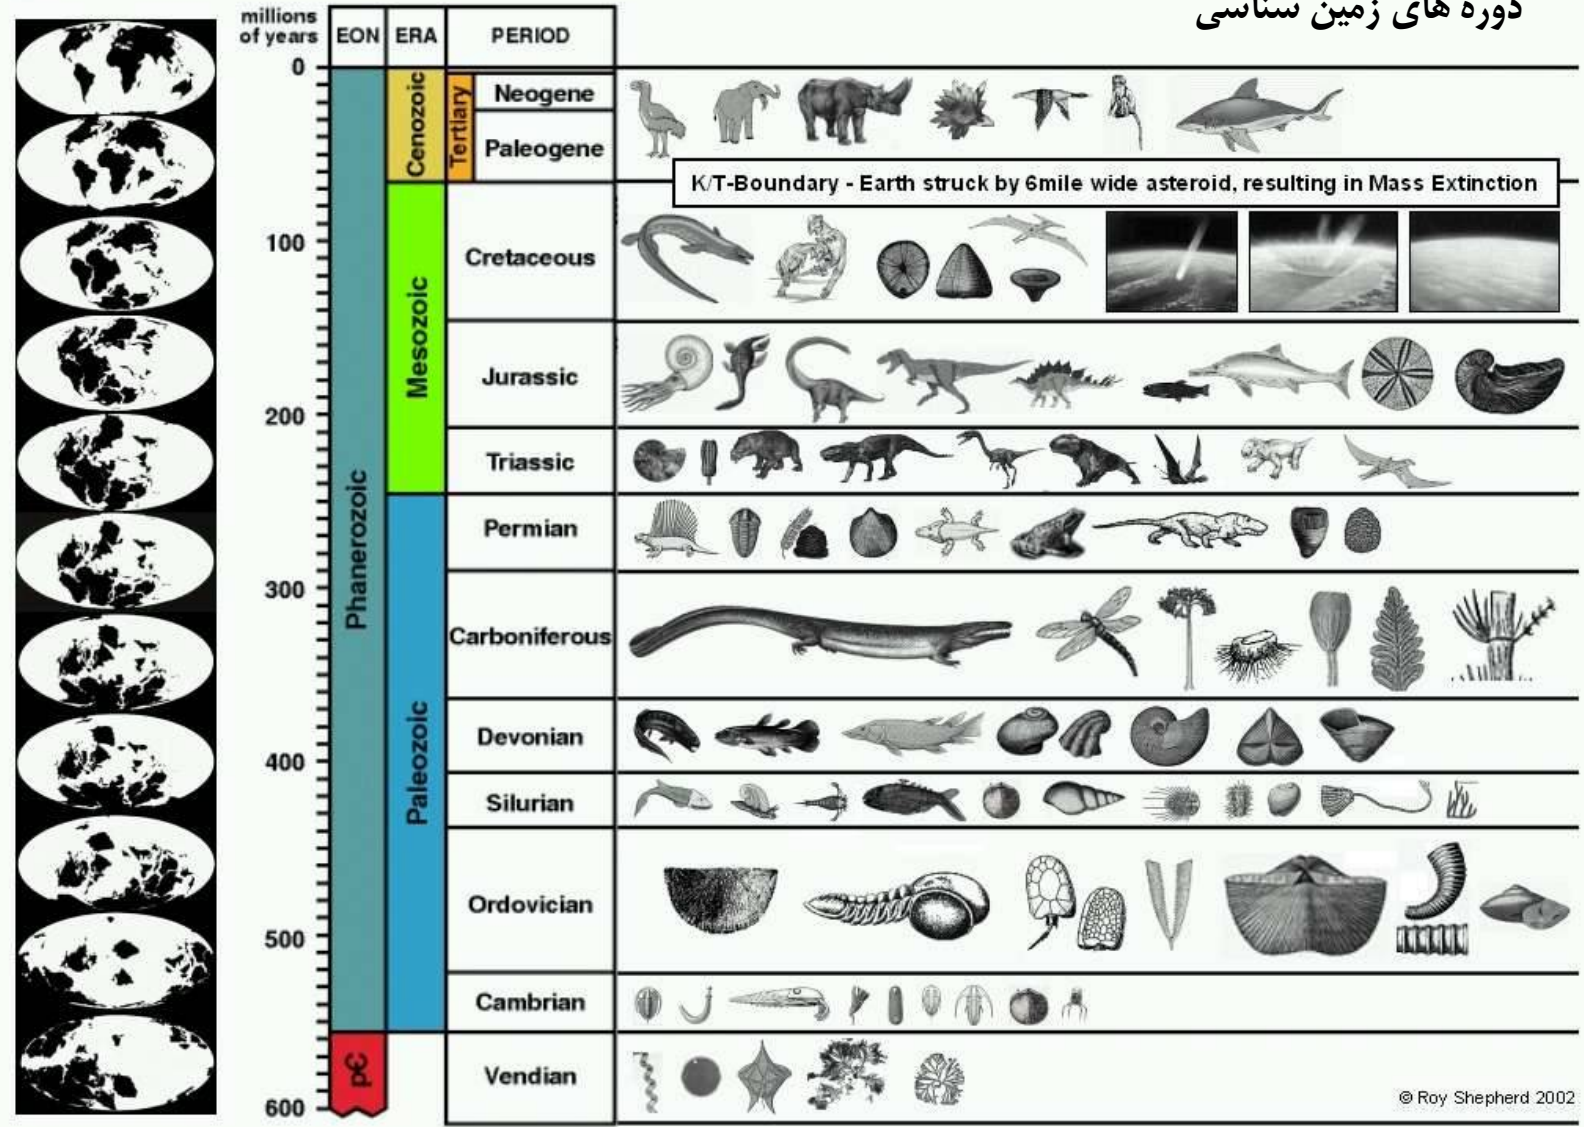 دوره های زمین شناسی
millions
of years
EON
ERA
PERIOD
0
100
200
300
400
500
600
Phanerozoic
p€
Cenozoic
Mesozoic
Paleozoic
Tertiary
Neogene
Paleogene
K/T-Boundary - Earth struck by 6mile wide asteroid, resulting in Mass Extinction
Cretaceous
Jurassic
Triassic
Permian
Carboniferous
Devonian
Silurian
Ordovician
Cambrian
Vendian
© Roy Shepherd 2002